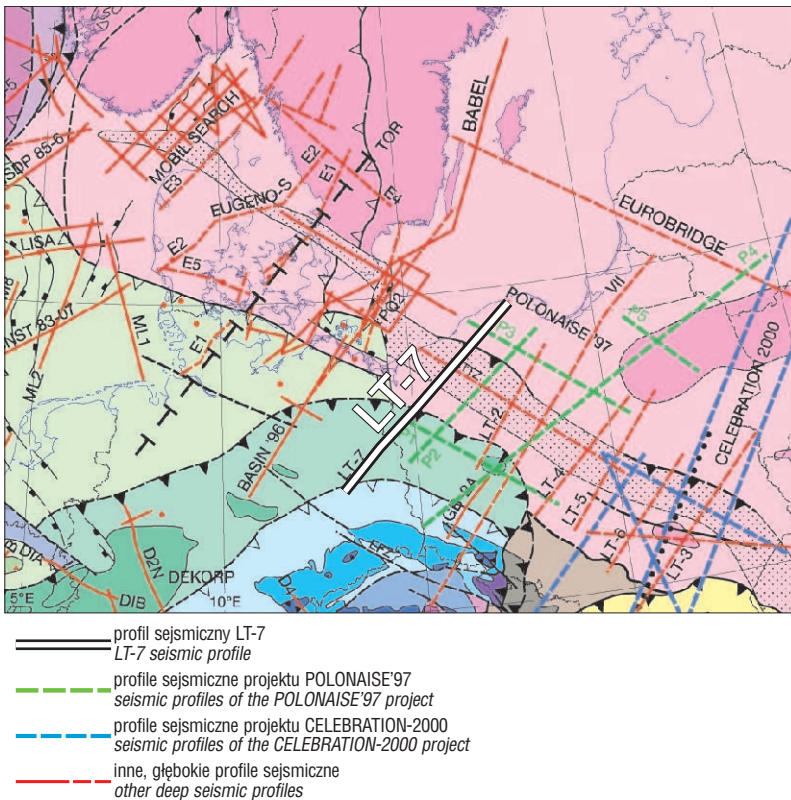 SDP 85-6
MOBIL SEARCH
E3
EUGENO-S
E2
E1
TOR
E4
BABEL
EUROBRIDGE
LISA
E2
E5
ML1
ML2
E1
VII
P4
P5
POLONAISE '97
P3
TTZ
LT-7
LT-7
P2
LT-2
LT-4
LT-5
LT-6
LT-3
CELEBRATION 2000
BASIN '96
DIA
D2N
DEKORP
DIB
D4
EFZ
5°E
10°E
profil sejsmiczny LT-7
LT-7 seismic profile
profile sejsmiczne projektu POLONAISE'97
seismic profiles of the POLONAISE'97 project
profile sejsmiczne projektu CELEBRATION-2000
seismic profiles of the CELEBRATION-2000 project
inne, głębokie profile sejsmiczne
other deep seismic profiles